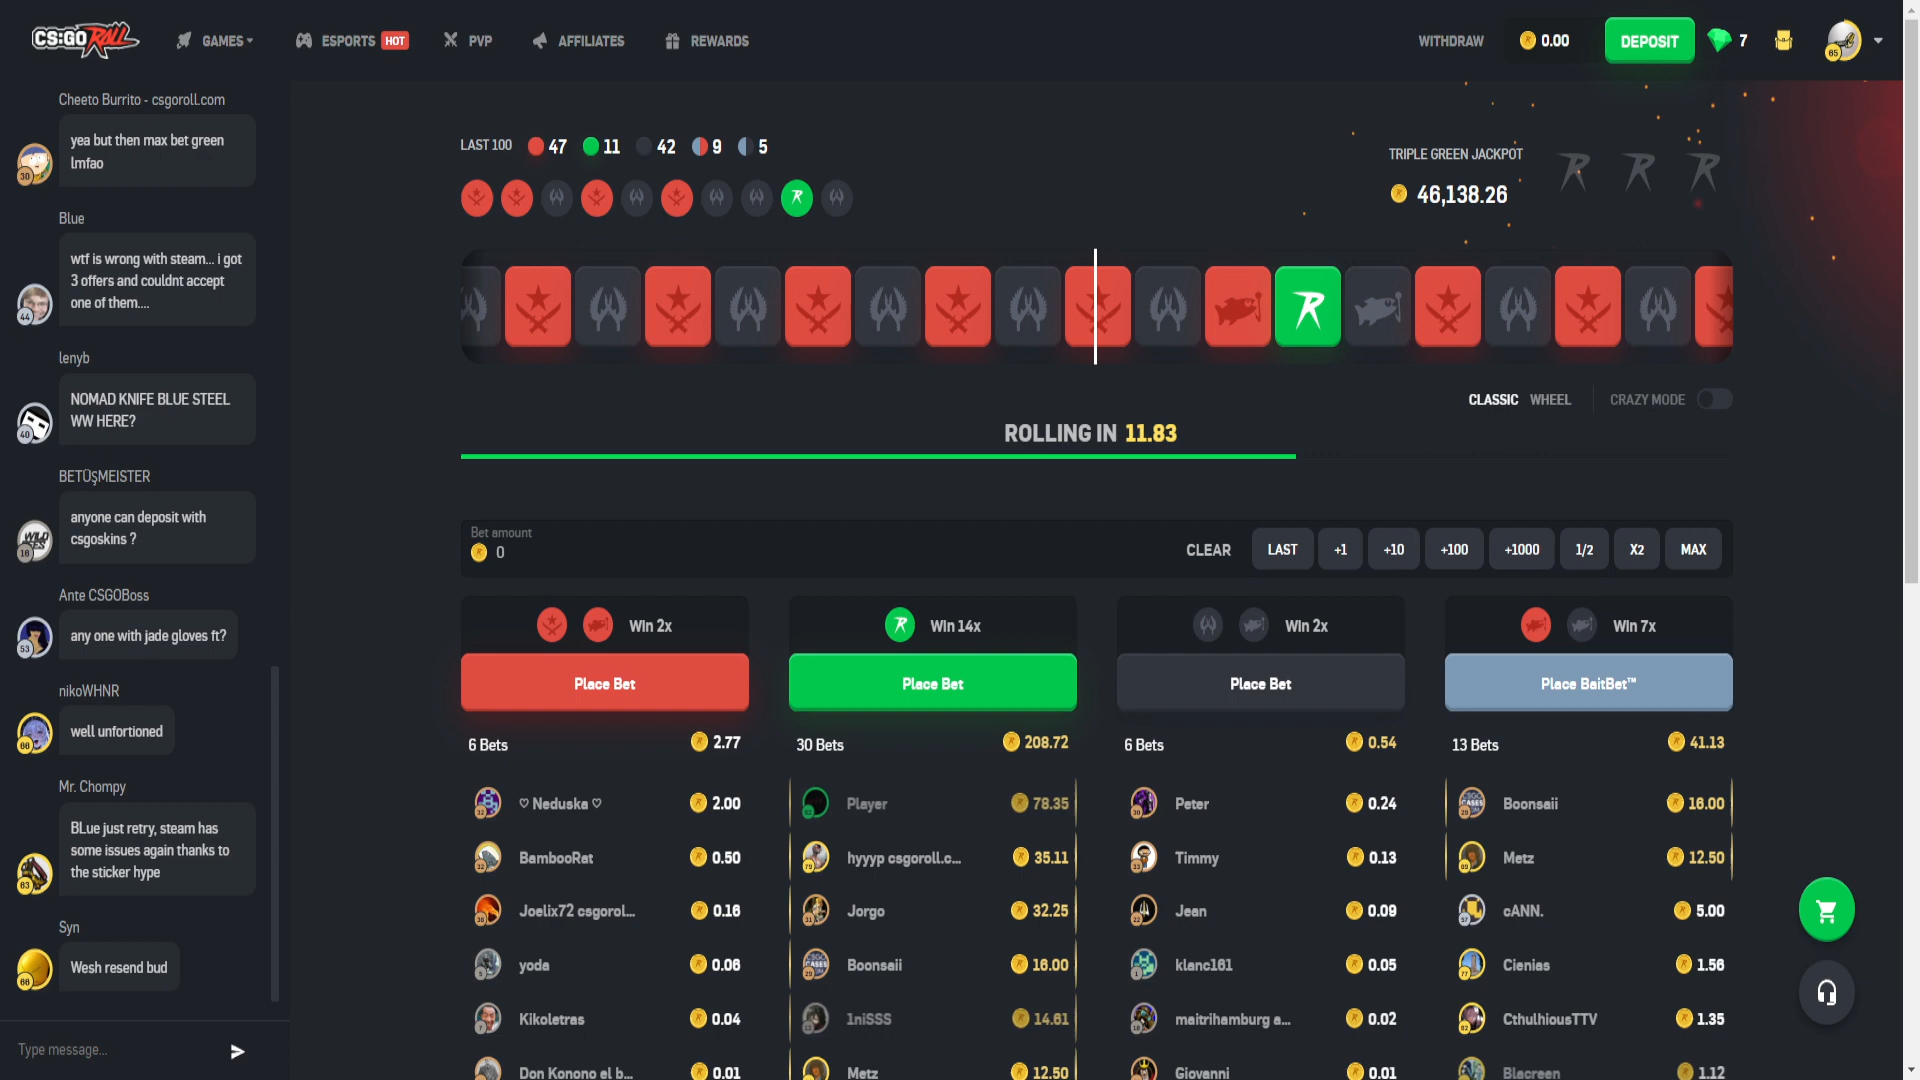 CS:GO ROLL
GAMES
ESPORTS HOT
PVP
AFFILIATES
REWARDS
WITHDRAW
0.00
DEPOSIT
7
65
Cheeto Burrito - csgoroll.com
yea but then max bet green
lmfao
30
Blue
wtf is wrong with steam... i got
3 offers and couldnt accept
one of them....
44
lenyb
NOMAD KNIFE BLUE STEEL
WW HERE?
40
BETÜŞMEISTER
anyone can deposit with
csgoskins ?
Ante CSGOBoss
any one with jade gloves ft?
53
nikoWHNR
well unfortioned
66
Mr. Chompy
BLue just retry, steam has
some issues again thanks to
the sticker hype
63
Syn
Wesh resend bud
66
Type message...
LAST 100 47 11 42 9 5
TRIPLE GREEN JACKPOT
46,138.26
CLASSIC WHEEL CRAZY MODE
ROLLING IN 11.83
Bet amount
0
CLEAR LAST +1 +10 +100 +1000 1/2 X2 MAX
Win 2x
Place Bet
6 Bets 2.77
♡ Neduska ♡ 2.00
BambooRat 0.50
Joelix72 csgorol... 0.16
yoda 0.06
Kikoletras 0.04
Don Konono el b... 0.01
Win 14x
Place Bet
30 Bets 208.72
Player 78.35
hyyyp csgoroll.c... 35.11
Jorgo 32.25
Boonsaii 16.00
1niSSS 14.61
Metz 12.50
Win 2x
Place Bet
6 Bets 0.54
Peter 0.24
Timmy 0.13
Jean 0.09
klanc161 0.05
maitrihamburg a... 0.02
Giovanni 0.01
Win 7x
Place BaitBet™
13 Bets 41.13
Boonsaii 16.00
Metz 12.50
cANN. 5.00
Cienias 1.56
CthulhiousTTV 1.35
Blacreen 1.12